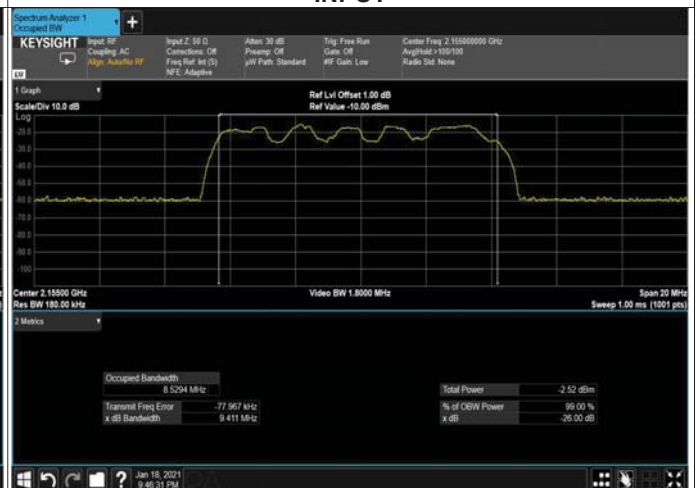 INPUT
Spectrum Analyzer 1
Occupied BW
KEYSIGHT
Input: RF
Coupling: AC
Align: Auto/No RF
Input Z: 50 Ω
Corrections: Off
Freq Ref: Int (S)
NFE: Adaptive
Atten: 30 dB
Preamp: Off
µW Path: Standard
Trig: Free Run
Gate: Off
#IF Gain: Low
Center Freq: 2.155000000 GHz
Avg|Hold:>100/100
Radio Std: None
1 Graph
Scale/Div 10.0 dB
Ref Lvl Offset 1.00 dB
Ref Value -10.00 dBm
Log
-20.0
-30.0
-40.0
-50.0
-60.0
-70.0
-80.0
-90.0
-100
Center 2.15500 GHz
Video BW 1.8000 MHz
Span 20 MHz
Res BW 180.00 kHz
Sweep 1.00 ms (1001 pts)
2 Metrics
Occupied Bandwidth
8.5294 MHz
Transmit Freq Error -77.967 kHz
x dB Bandwidth 9.411 MHz
Total Power -2.52 dBm
% of OBW Power 99.00 %
x dB -26.00 dB
Jan 18, 2021
9:46:31 PM